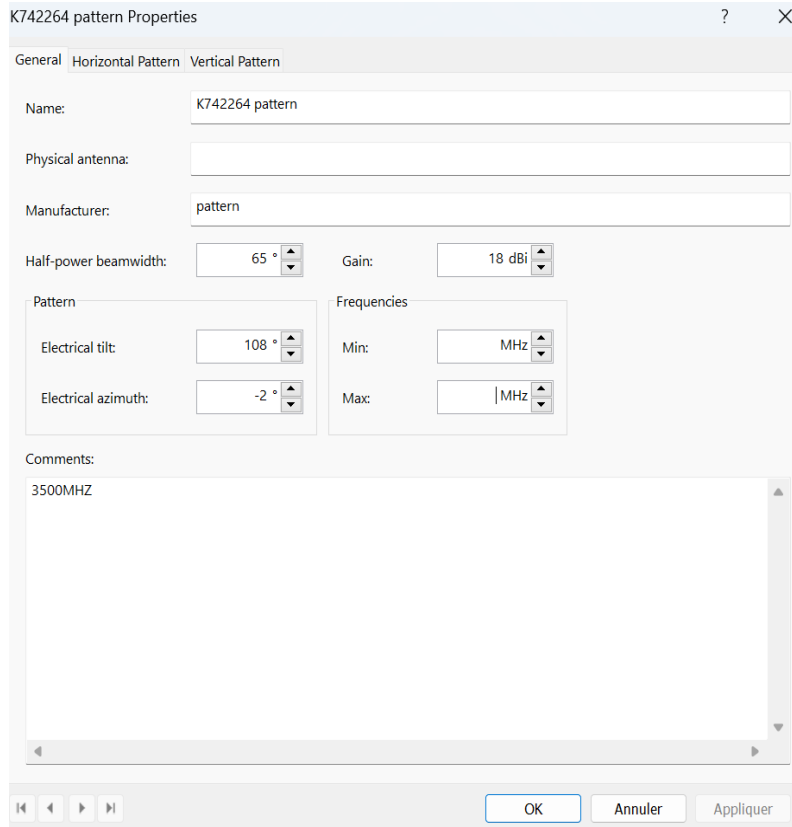 K742264 pattern Properties ? X
General Horizontal Pattern Vertical Pattern
Name: K742264 pattern
Physical antenna:
Manufacturer: pattern
Half-power beamwidth: 65 ° Gain: 18 dBi
Pattern Frequencies
Electrical tilt: 108 ° Min: MHz
Electrical azimuth: -2 ° Max: MHz
Comments:
3500MHZ
OK Annuler Appliquer